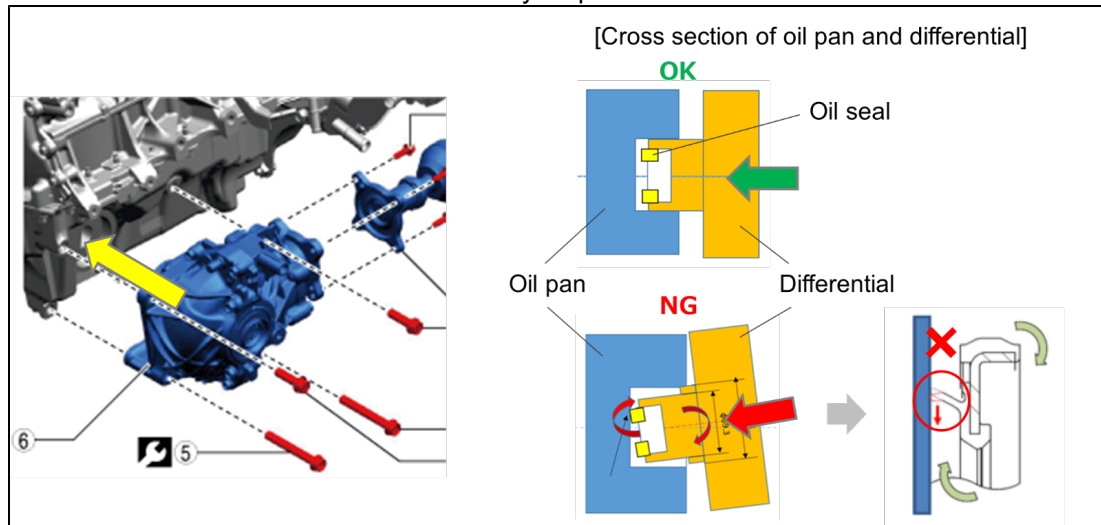 [Cross section of oil pan and differential]
OK
Oil seal
Oil pan
Differential
NG
6
5